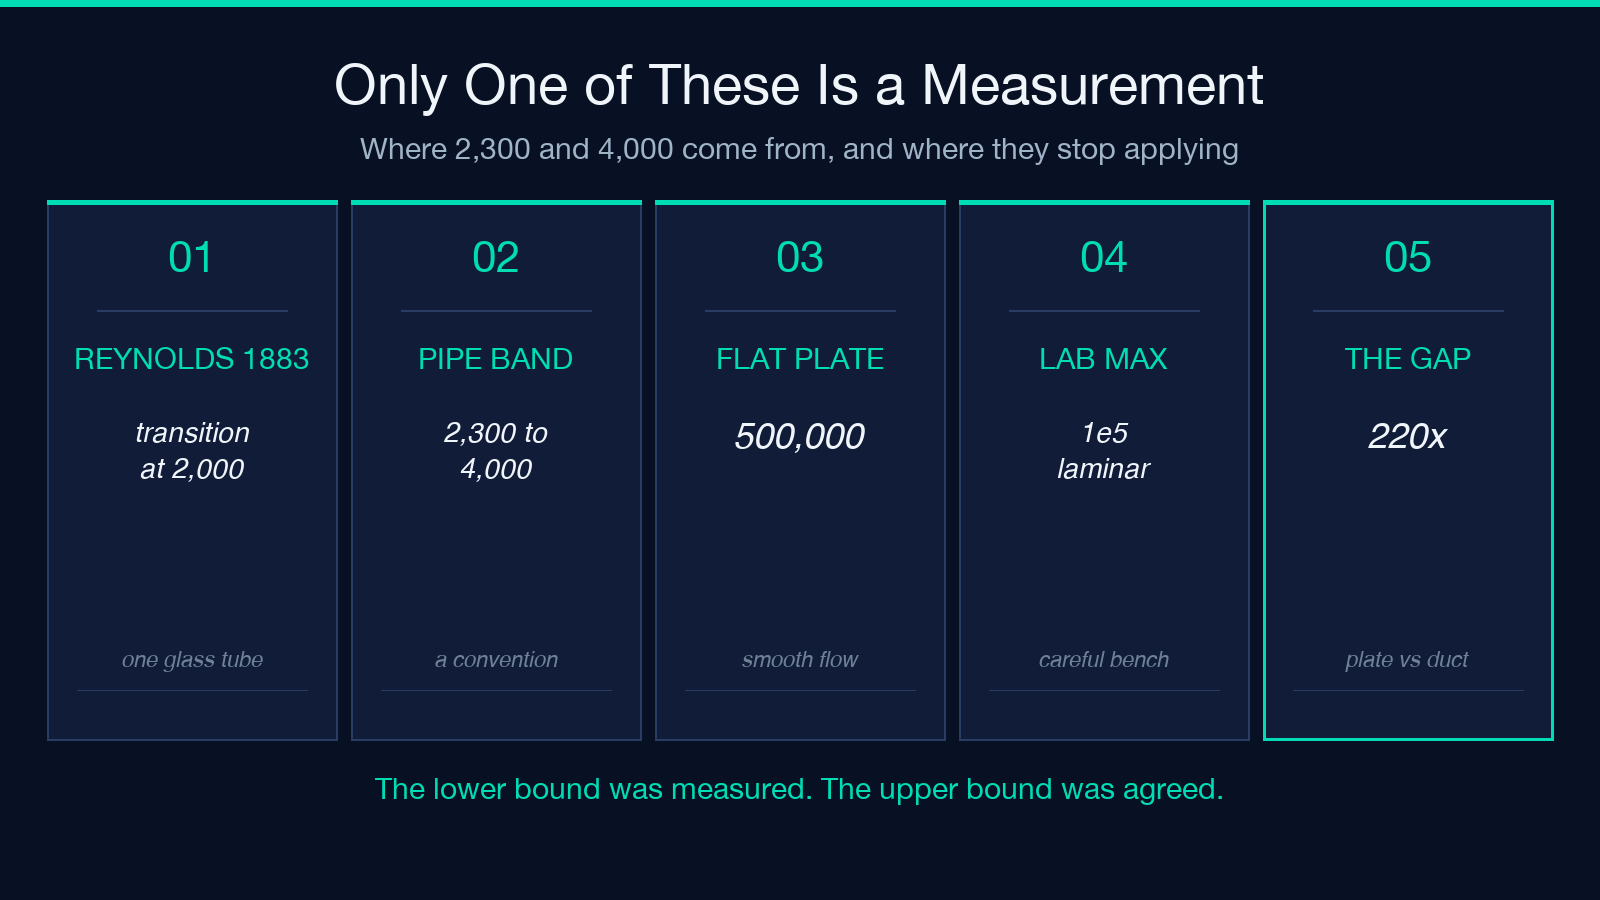 Only One of These Is a Measurement
Where 2,300 and 4,000 come from, and where they stop applying
01
REYNOLDS 1883
transition
at 2,000
one glass tube
02
PIPE BAND
2,300 to
4,000
a convention
03
FLAT PLATE
500,000
smooth flow
04
LAB MAX
1e5
laminar
careful bench
05
THE GAP
220x
plate vs duct
The lower bound was measured. The upper bound was agreed.